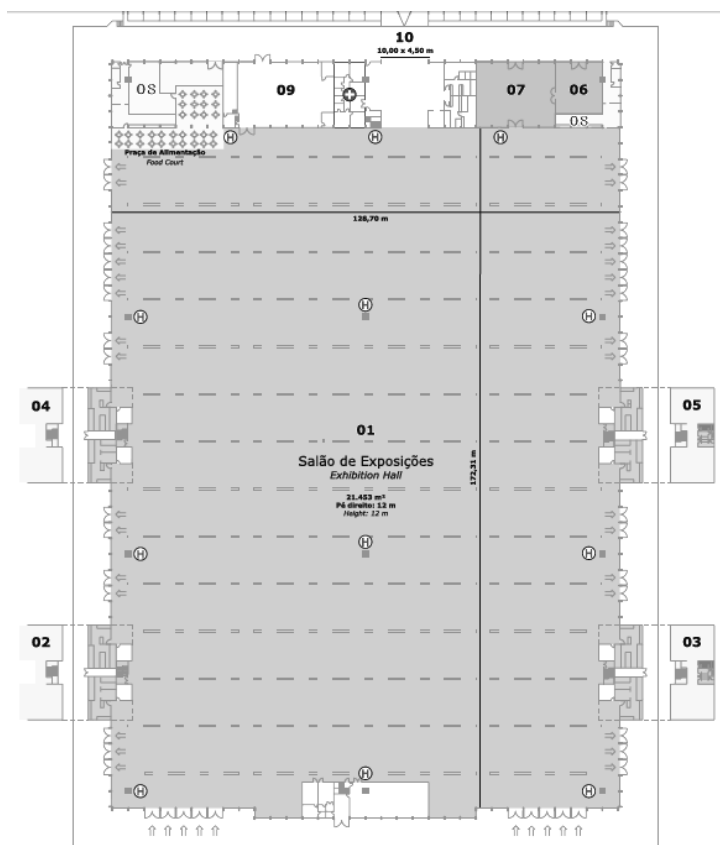 10
10,00 x 4,50 m
08
09
07
06
08
H
H
H
Praça de Alimentação
Food Court
128,70 m
H
H
H
04
05
01
Salão de Exposições
Exhibition Hall
172,31 m
21.453 m²
Pé direito: 12 m
Height: 12 m
H
H
H
02
03
H
H
H